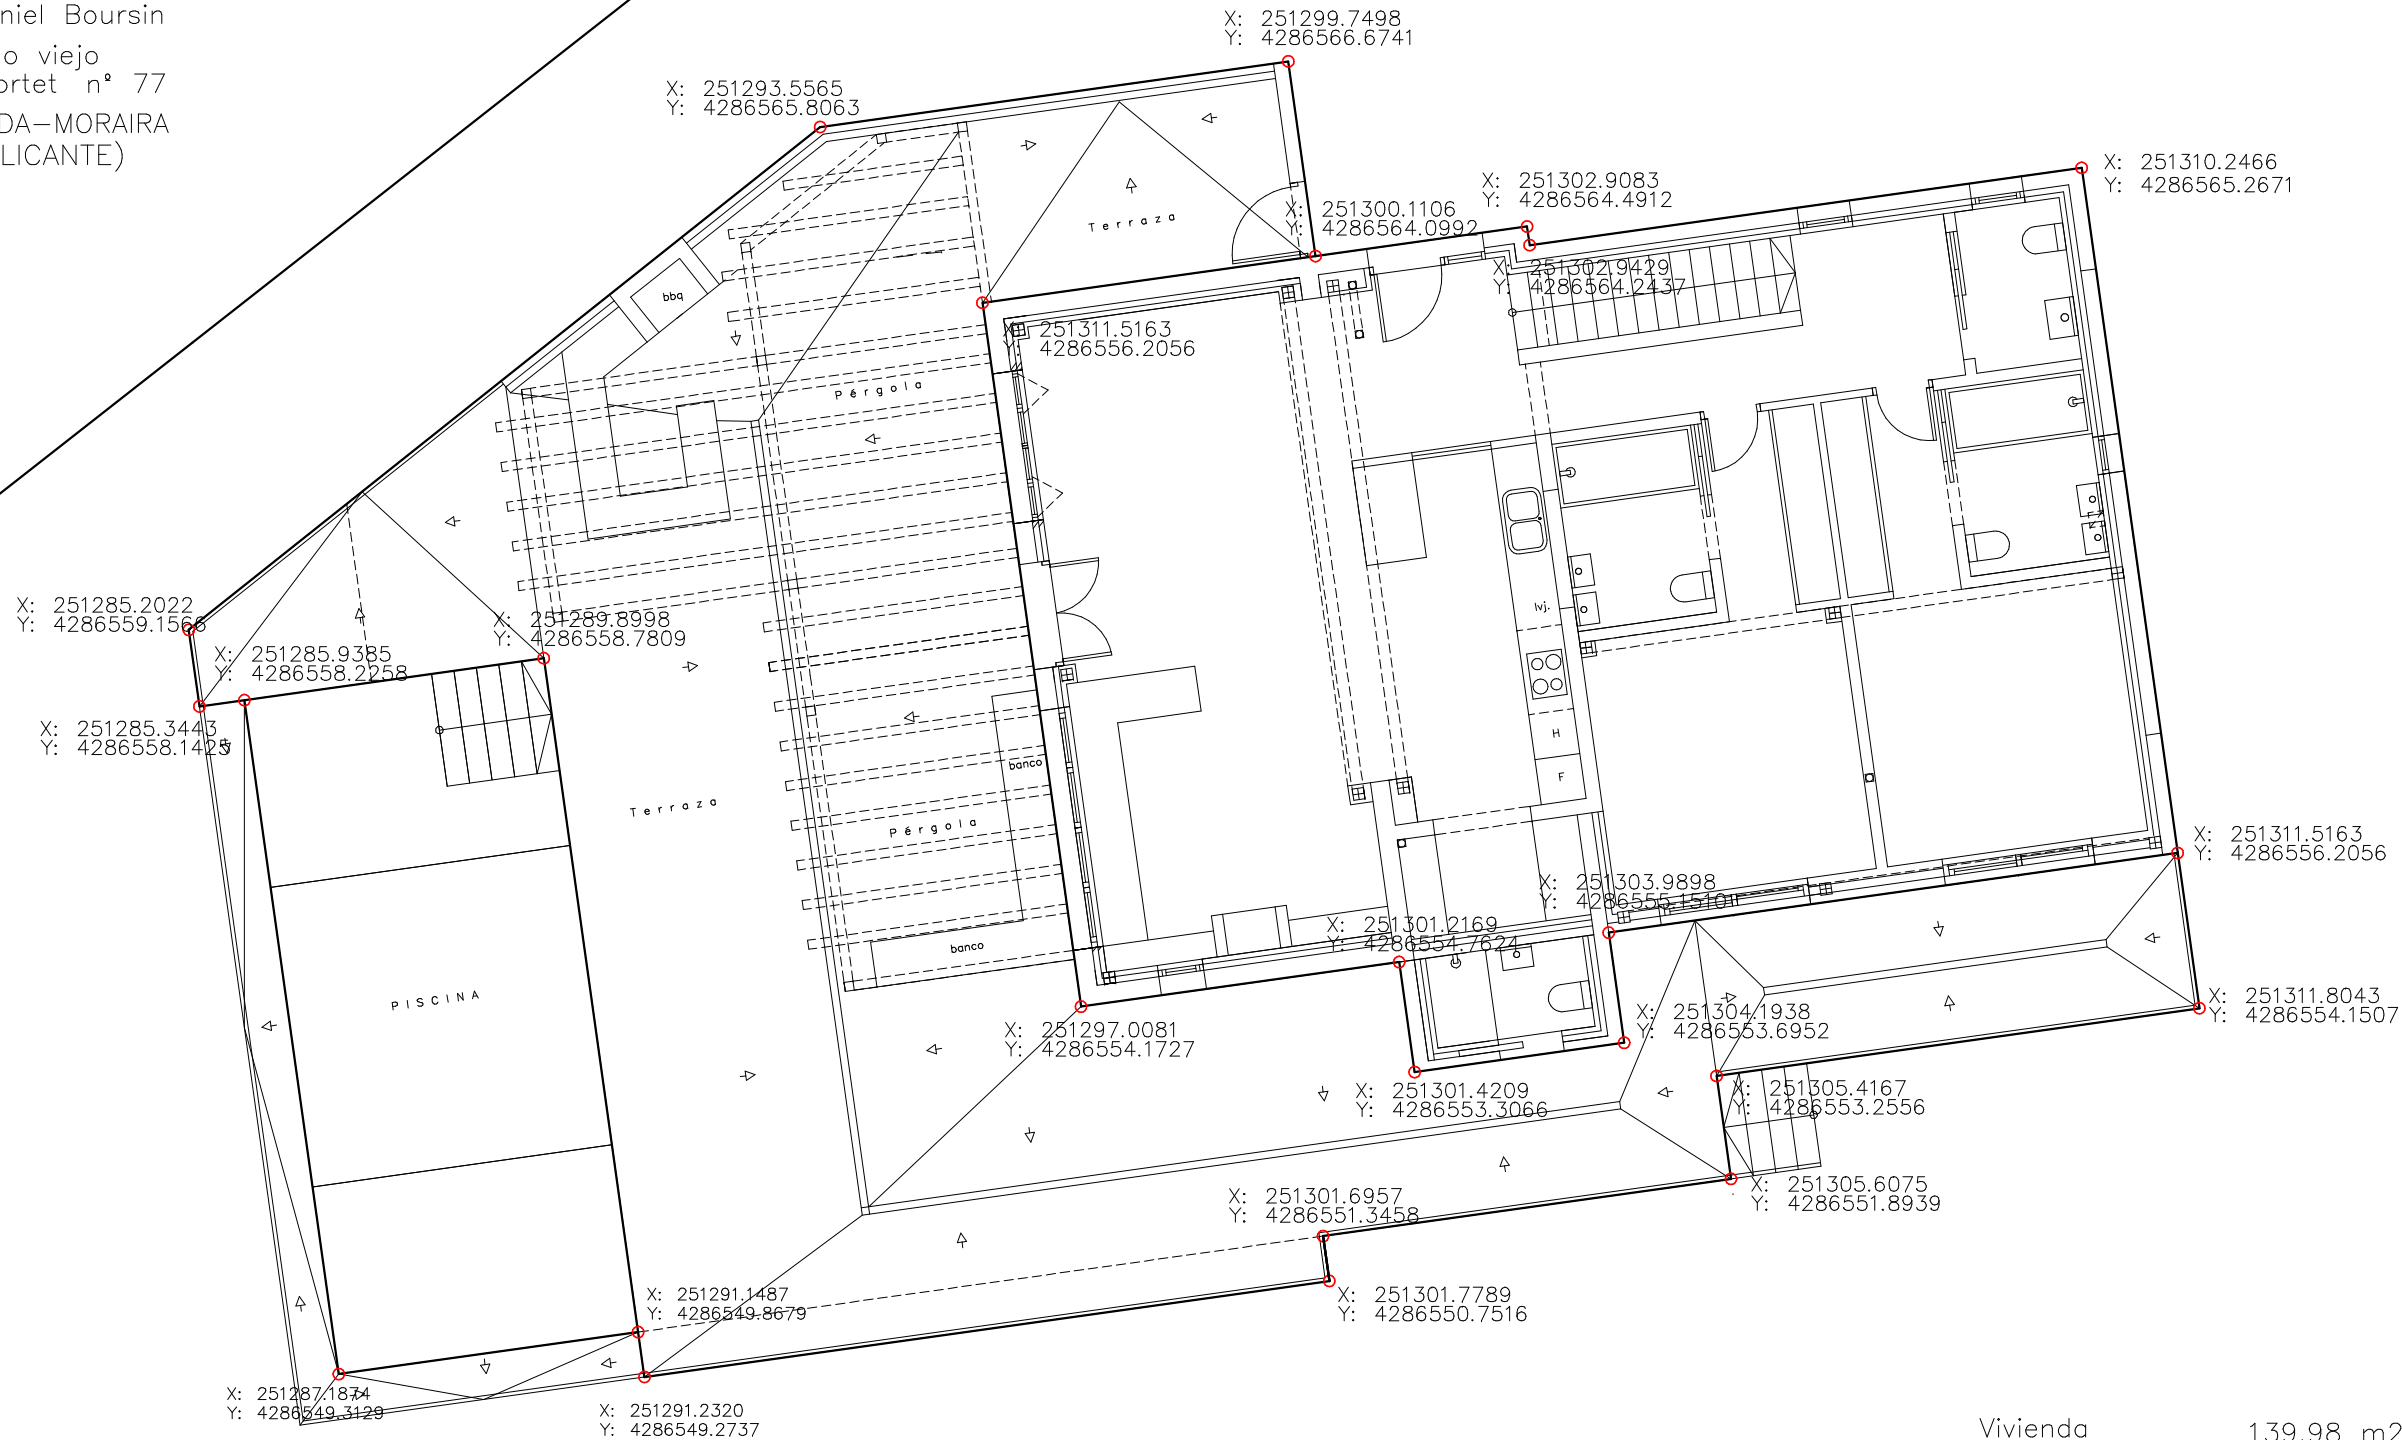 niel Boursin
o viejo
ortet nº 77
DA-MORAIRA
LICANTE)
X: 251299.7498
Y: 4286566.6741
X: 251293.5565
Y: 4286565.8063
X: 251310.2466
Y: 4286565.2671
X: 251302.9083
Y: 4286564.4912
X: 251300.1106
Y: 4286564.0992
Terraza
X: 251302.9429
Y: 4286564.2437
bbq
X: 251311.5163
Y: 4286556.2056
Pérgola
X: 251285.2022
Y: 4286559.1566
X: 251289.8998
Y: 4286558.7809
lvj.
X: 251285.9385
Y: 4286558.2258
X: 251285.3443
Y: 4286558.1425
H
banco
F
Terraza
Pérgola
X: 251311.5163
Y: 4286556.2056
X: 251303.9898
Y: 4286555.1510
X: 251301.2169
Y: 4286554.7624
banco
PISCINA
X: 251311.8043
Y: 4286554.1507
X: 251304.1938
Y: 4286553.6952
X: 251297.0081
Y: 4286554.1727
X: 251301.4209
Y: 4286553.3066
X: 251305.4167
Y: 4286553.2556
X: 251305.6075
Y: 4286551.8939
X: 251301.6957
Y: 4286551.3458
X: 251291.1487
Y: 4286549.8679
X: 251301.7789
Y: 4286550.7516
X: 251287.1874
Y: 4286549.3129
X: 251291.2320
Y: 4286549.2737
Vivienda 139.98 m2